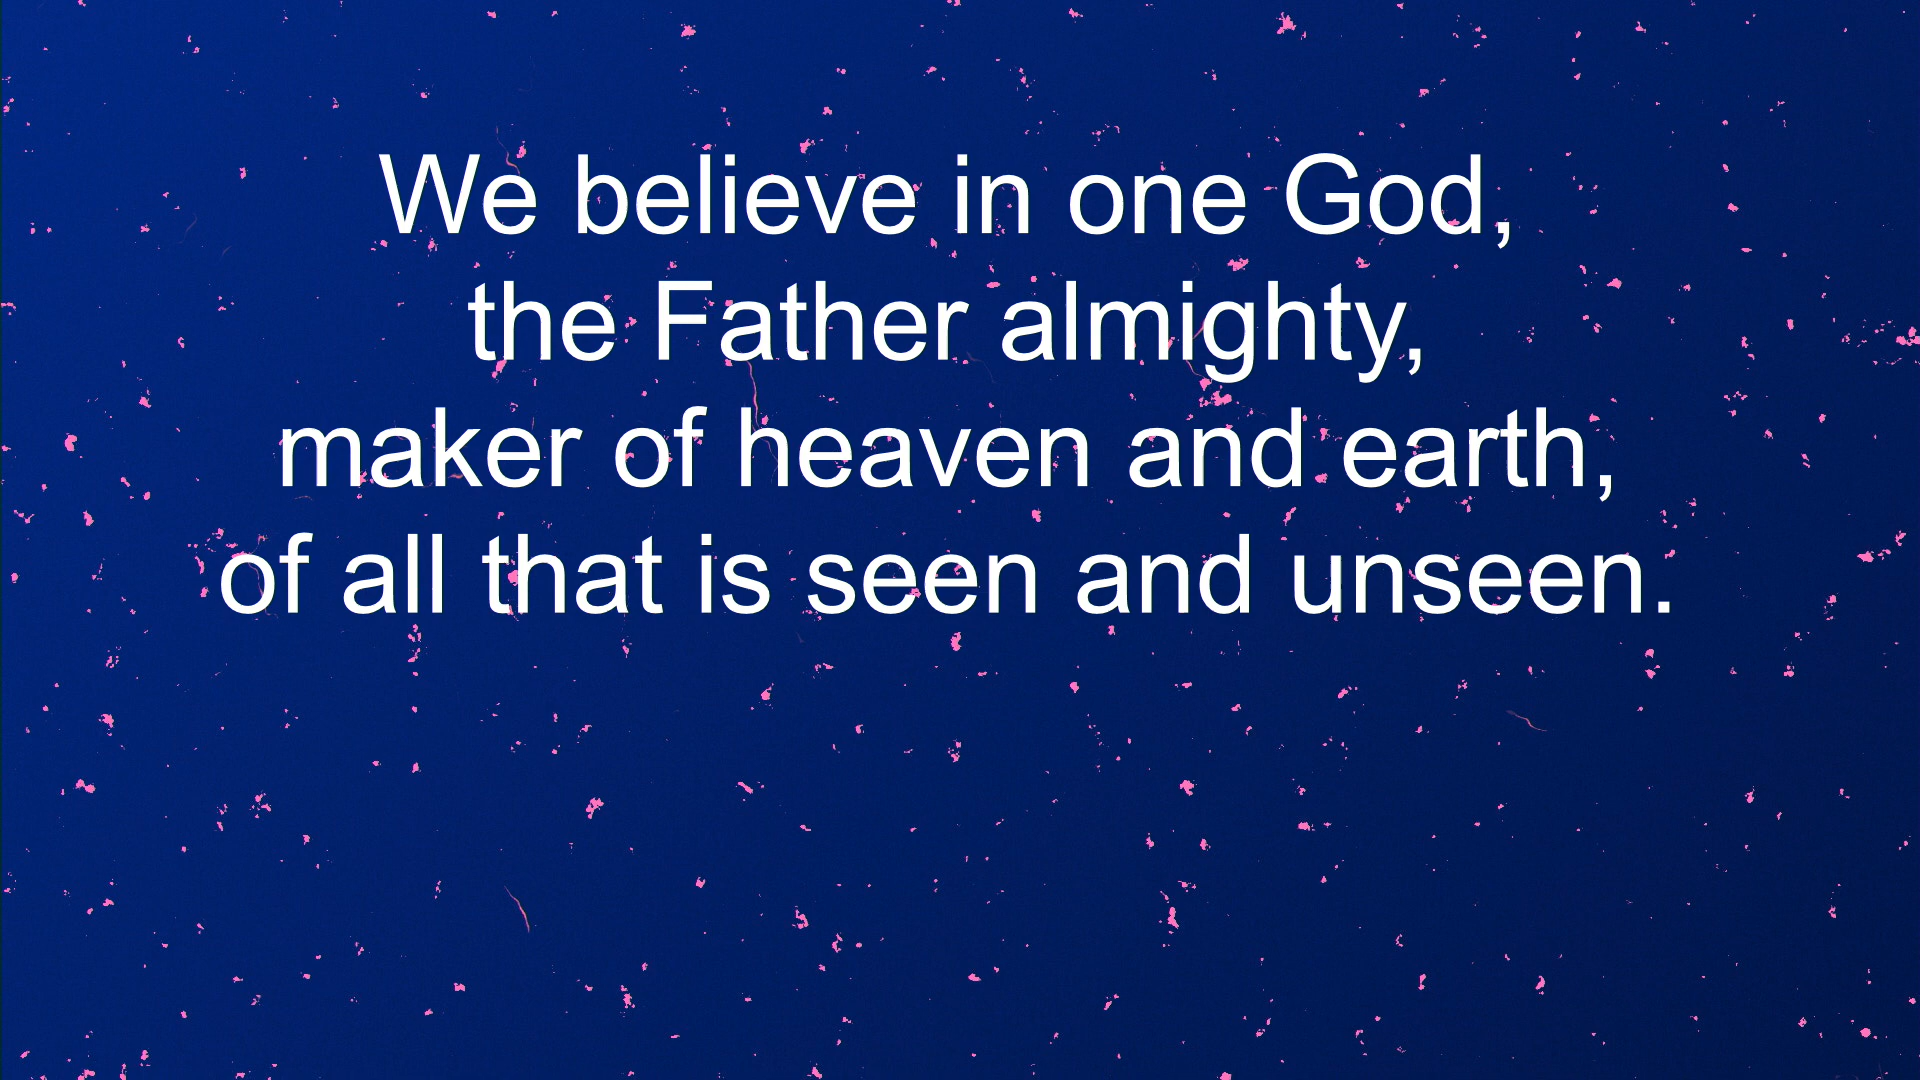 We believe in one God,
the Father almighty,
maker of heaven and earth,
of all that is seen and unseen.